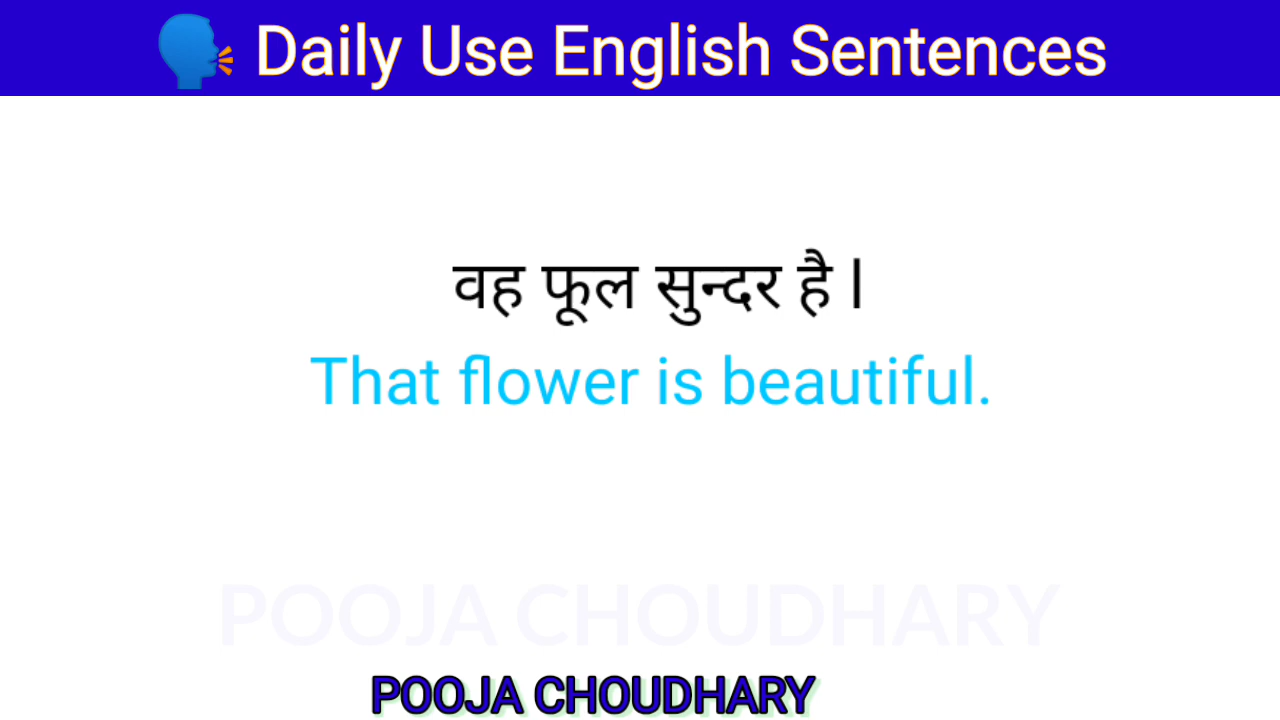 🗣 Daily Use English Sentences
वह फूल सुन्दर है l
That flower is beautiful.
POOJA CHOUDHARY
POOJA CHOUDHARY